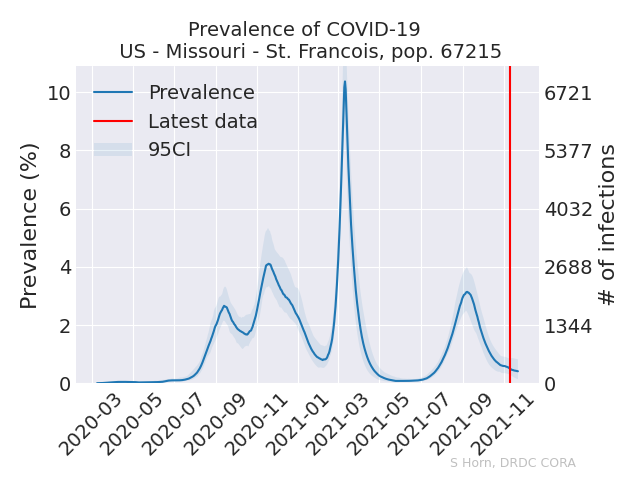 Prevalence of COVID-19
US - Missouri - St. Francois, pop. 67215
Prevalence
Latest data
95CI
Prevalence (%)
10
8
6
4
2
0
6721
5377
4032
2688
1344
0
# of infections
2020-03
2020-05
2020-07
2020-09
2020-11
2021-01
2021-03
2021-05
2021-07
2021-09
2021-11
S Horn, DRDC CORA